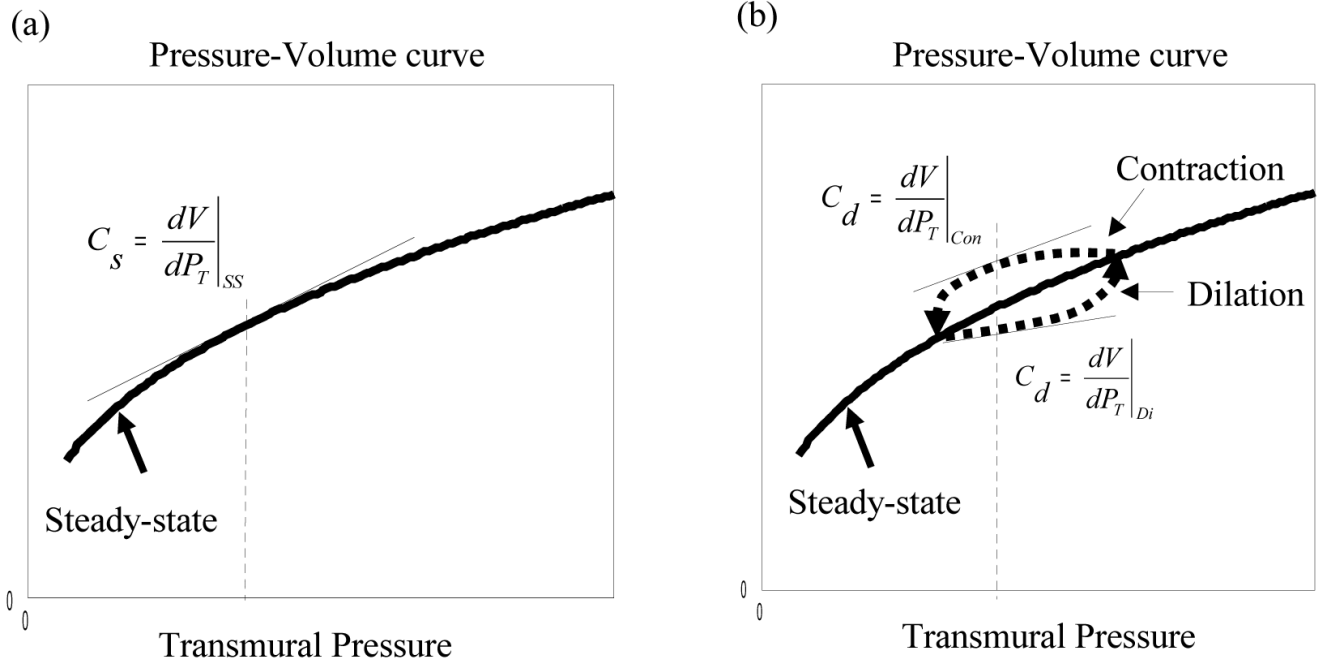 (a)
Pressure-Volume curve
C_s = dV/dP_T|_SS
Steady-state
0
0
Transmural Pressure
(b)
Pressure-Volume curve
Contraction
C_d = dV/dP_T|_Con
Dilation
C_d = dV/dP_T|_Di
Steady-state
0
0
Transmural Pressure